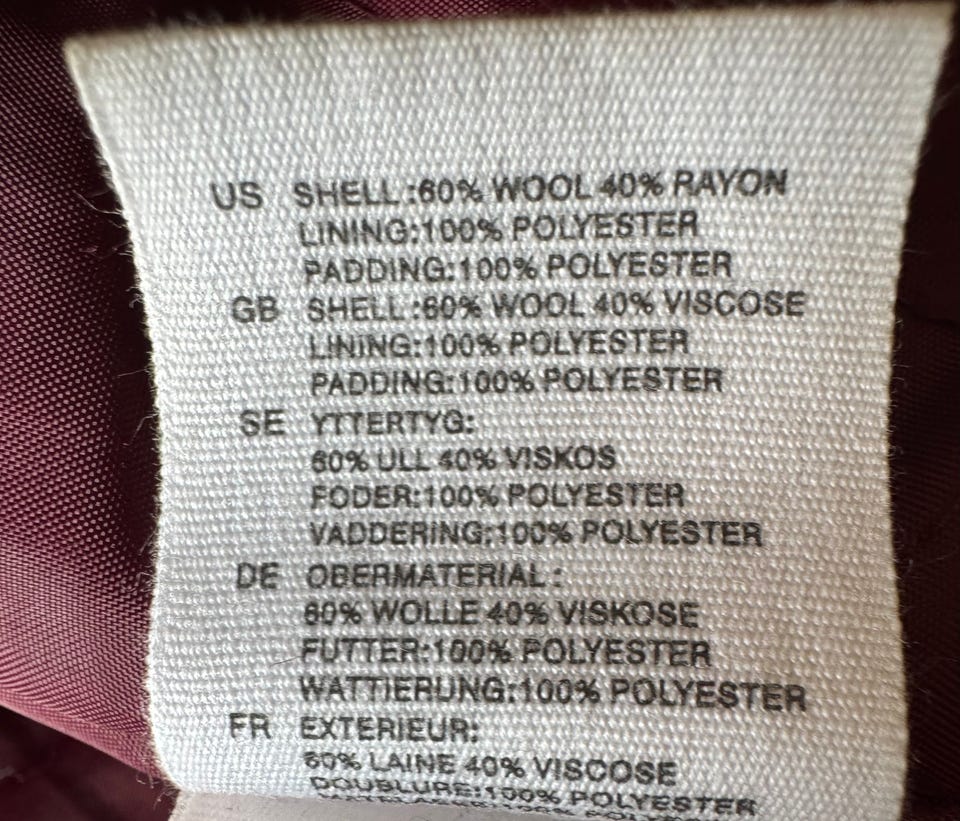 US SHELL:60% WOOL 40% RAYON
LINING:100% POLYESTER
PADDING:100% POLYESTER
GB SHELL:60% WOOL 40% VISCOSE
LINING:100% POLYESTER
PADDING:100% POLYESTER
SE YTTERTYG:
60% ULL 40% VISKOS
FODER:100% POLYESTER
VADDERING:100% POLYESTER
DE OBERMATERIAL:
60% WOLLE 40% VISKOSE
FUTTER:100% POLYESTER
WATTIERUNG:100% POLYESTER
FR EXTERIEUR:
60% LAINE 40% VISCOSE
DOUBLURE:100% POLYESTER